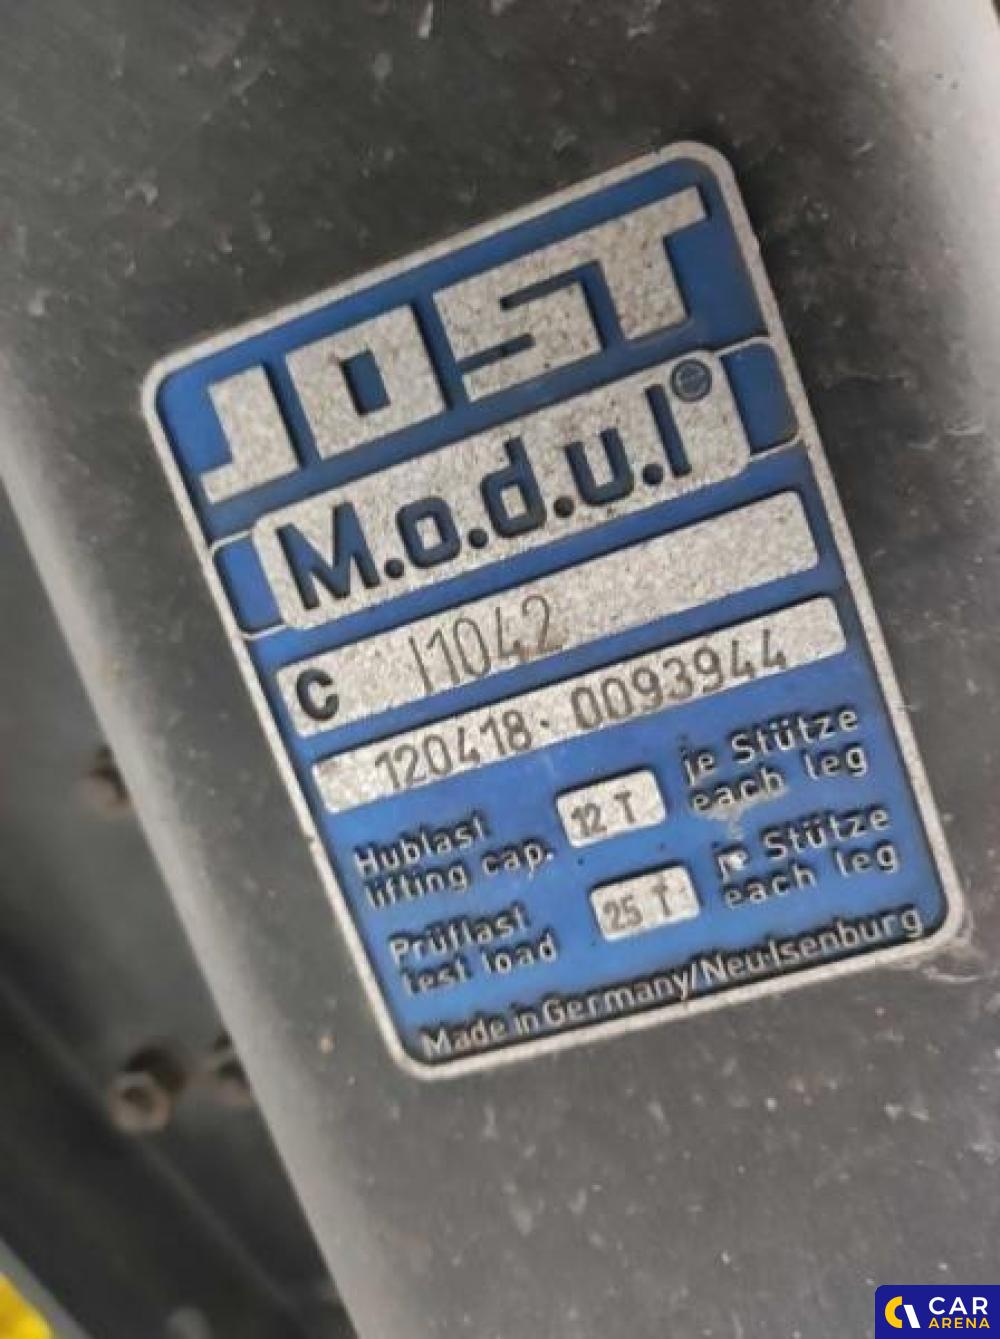 JOST
M.o.d.u.l®
C 11042
120418·0093944
Hublast
lifting cap.
12 T
je Stütze
each leg
Prüflast
test load
25 T
je Stütze
each leg
Made in Germany/Neu-Isenburg
CAR
ARENA